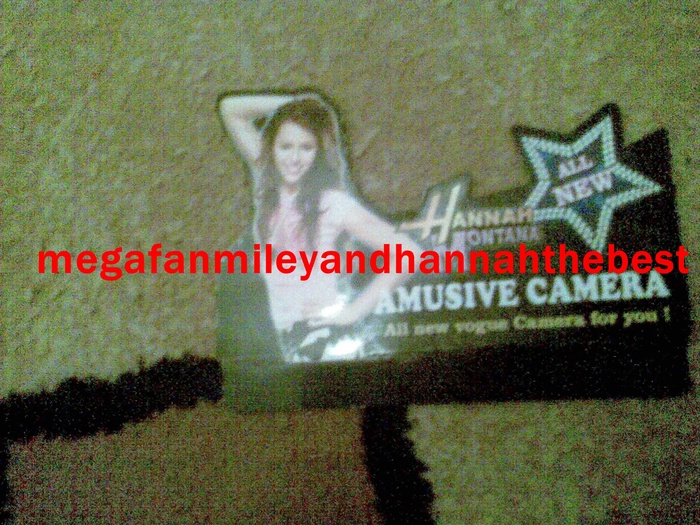 ALL
NEW
HANNAH
MONTANA
megafanmileyandhannahthebest
AMUSIVE CAMERA
All new vogue Camera for you !